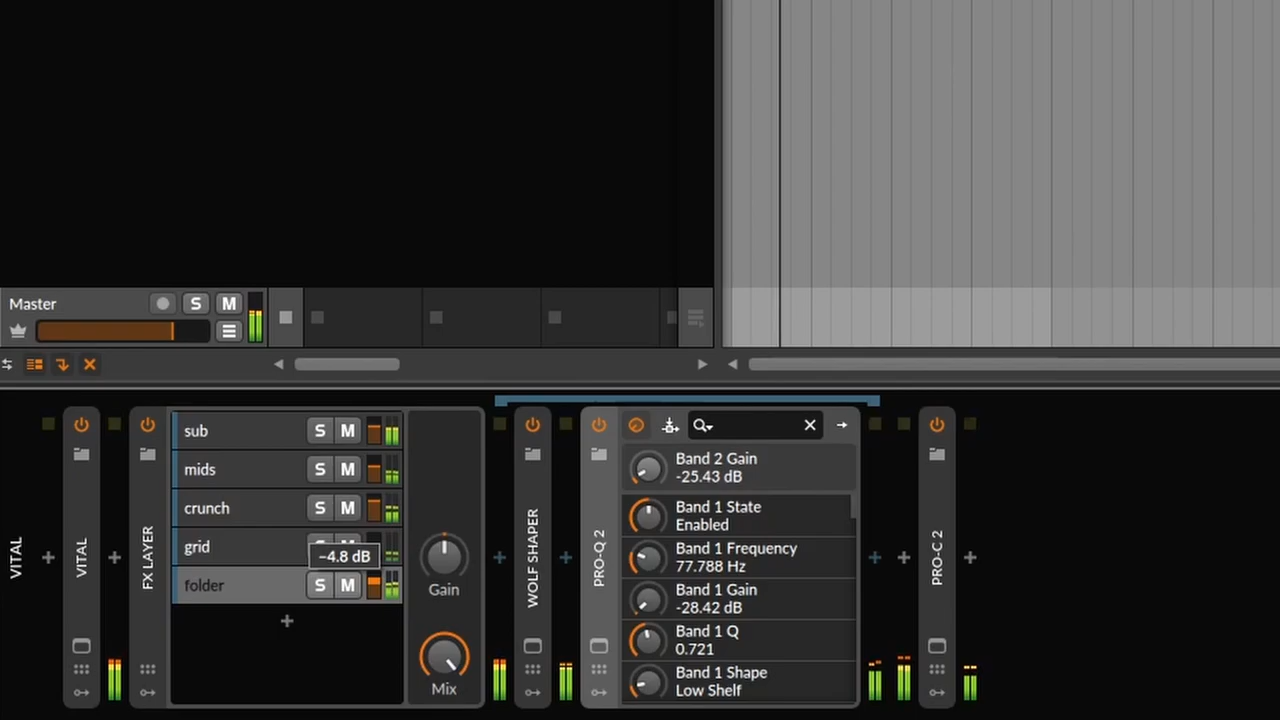 Master
S
M
VITAL
VITAL
FX LAYER
sub
S
M
mids
S
M
crunch
S
M
grid
−4.8 dB
folder
S
M
Gain
Mix
WOLF SHAPER
PRO-Q 2
Band 2 Gain
-25.43 dB
Band 1 State
Enabled
Band 1 Frequency
77.788 Hz
Band 1 Gain
-28.42 dB
Band 1 Q
0.721
Band 1 Shape
Low Shelf
PRO-C 2